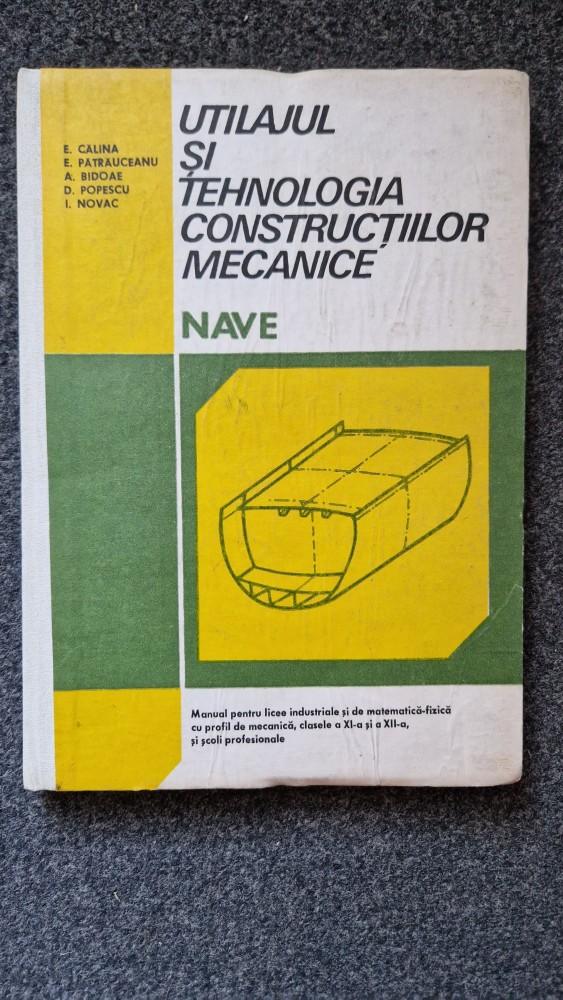 E. CALINA
E. PATRAUCEANU
A. BIDOAE
D. POPESCU
I. NOVAC
UTILAJUL
ȘI
TEHNOLOGIA
CONSTRUCȚIILOR
MECANICE
NAVE
Manual pentru licee industriale și de matematică-fizică
cu profil de mecanică, clasele a XI-a și a XII-a,
și școli profesionale